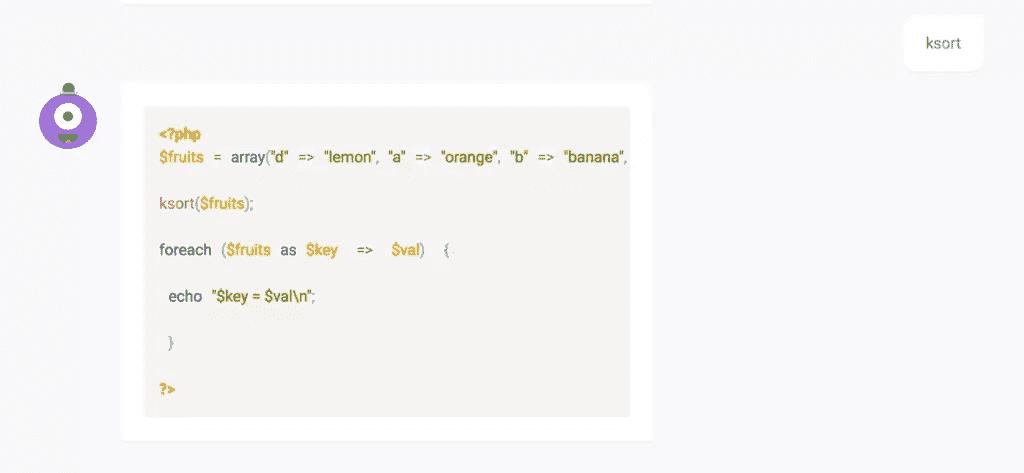 ksort
<?php
$fruits = array("d" => "lemon", "a" => "orange", "b" => "banana",
ksort($fruits);
foreach ($fruits as $key => $val) {
echo "$key = $val\n";
}
?>